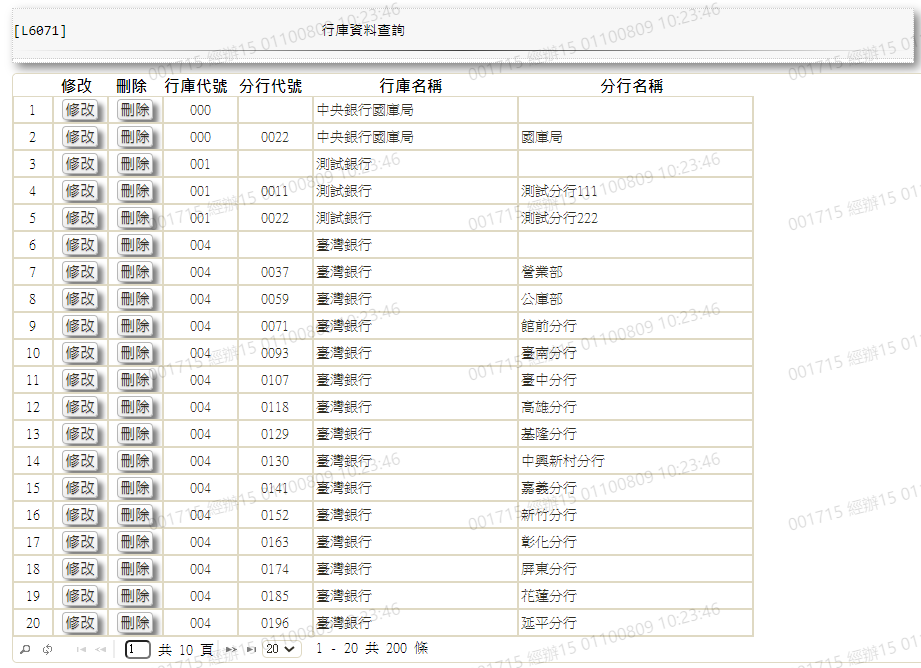 [L6071] 行庫資料查詢
修改 刪除 行庫代號 分行代號 行庫名稱 分行名稱
1 修改 刪除 000 中央銀行國庫局
2 修改 刪除 000 0022 中央銀行國庫局 國庫局
3 修改 刪除 001 測試銀行
4 修改 刪除 001 0011 測試銀行 測試分行111
5 修改 刪除 001 0022 測試銀行 測試分行222
6 修改 刪除 004 臺灣銀行
7 修改 刪除 004 0037 臺灣銀行 營業部
8 修改 刪除 004 0059 臺灣銀行 公庫部
9 修改 刪除 004 0071 臺灣銀行 館前分行
10 修改 刪除 004 0093 臺灣銀行 臺南分行
11 修改 刪除 004 0107 臺灣銀行 臺中分行
12 修改 刪除 004 0118 臺灣銀行 高雄分行
13 修改 刪除 004 0129 臺灣銀行 基隆分行
14 修改 刪除 004 0130 臺灣銀行 中興新村分行
15 修改 刪除 004 0141 臺灣銀行 嘉義分行
16 修改 刪除 004 0152 臺灣銀行 新竹分行
17 修改 刪除 004 0163 臺灣銀行 彰化分行
18 修改 刪除 004 0174 臺灣銀行 屏東分行
19 修改 刪除 004 0185 臺灣銀行 花蓮分行
20 修改 刪除 004 0196 臺灣銀行 延平分行
1 共 10 頁 20 1 - 20 共 200 條
001715 經辦15 01100809 10:23:46